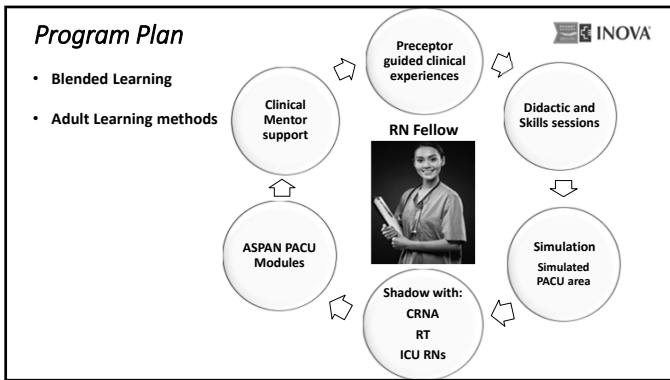 Program Plan
INOVA
• Blended Learning
• Adult Learning methods
Preceptor
guided clinical
experiences
Didactic and
Skills sessions
Simulation
Simulated
PACU area
Shadow with:
CRNA
RT
ICU RNs
ASPAN PACU
Modules
Clinical
Mentor
support
RN Fellow